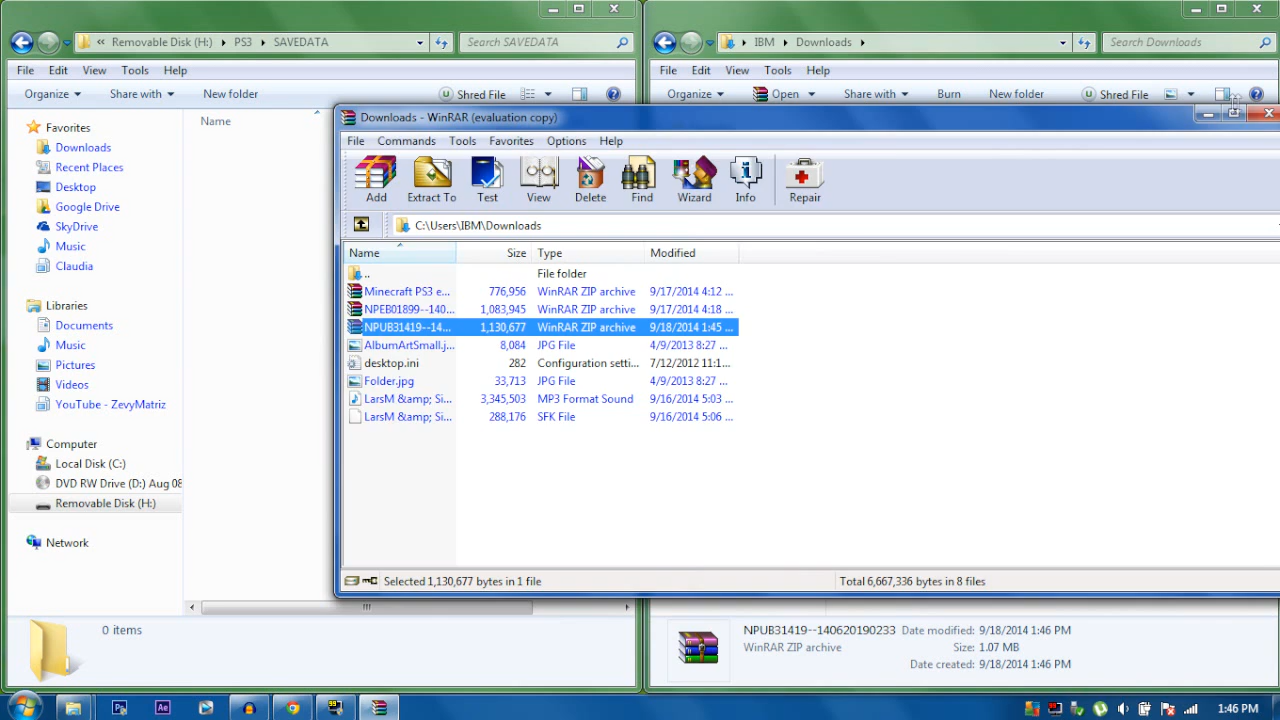 « Removable Disk (H:) PS3 SAVEDATA
Search SAVEDATA
File Edit View Tools Help
Organize Share with New folder
Shred File
Name
Favorites
Downloads
Recent Places
Desktop
Google Drive
SkyDrive
Music
Claudia
Libraries
Documents
Music
Pictures
Videos
YouTube - ZevyMatriz
Computer
Local Disk (C:)
DVD RW Drive (D:) Aug 08
Removable Disk (H:)
Network
0 items
IBM Downloads
Search Downloads
File Edit View Tools Help
Organize Open Share with Burn New folder
Shred File
Downloads - WinRAR (evaluation copy)
File Commands Tools Favorites Options Help
Add Extract To Test View Delete Find Wizard Info Repair
C:\Users\IBM\Downloads
Name Size Type Modified
.. File folder
Minecraft PS3 e... 776,956 WinRAR ZIP archive 9/17/2014 4:12 ...
NPEB01899--140... 1,083,945 WinRAR ZIP archive 9/17/2014 4:18 ...
NPUB31419--14... 1,130,677 WinRAR ZIP archive 9/18/2014 1:45 ...
AlbumArtSmall.j... 8,084 JPG File 4/9/2013 8:27 ...
desktop.ini 282 Configuration setti... 7/12/2012 11:1...
Folder.jpg 33,713 JPG File 4/9/2013 8:27 ...
LarsM &amp; Si... 3,345,503 MP3 Format Sound 9/16/2014 5:03 ...
LarsM &amp; Si... 288,176 SFK File 9/16/2014 5:06 ...
Selected 1,130,677 bytes in 1 file
Total 6,667,336 bytes in 8 files
NPUB31419--140620190233 Date modified: 9/18/2014 1:46 PM
WinRAR ZIP archive Size: 1.07 MB
Date created: 9/18/2014 1:46 PM
Ps Ae
1:46 PM